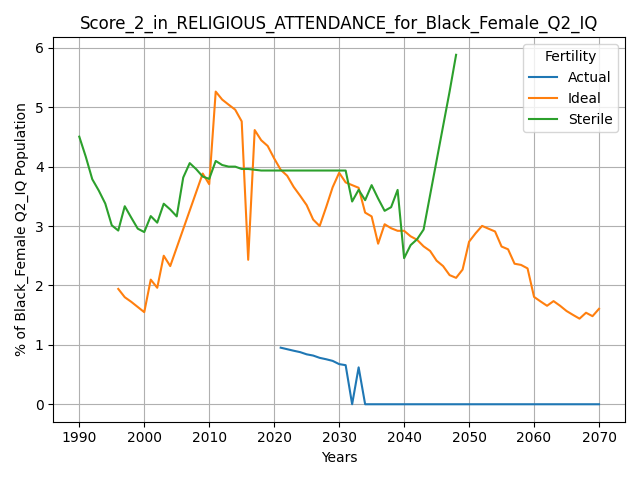 Score_2_in_RELIGIOUS_ATTENDANCE_for_Black_Female_Q2_IQ
% of Black_Female Q2_IQ Population
6
5
4
3
2
1
0
Fertility
Actual
Ideal
Sterile
1990 2000 2010 2020 2030 2040 2050 2060 2070
Years